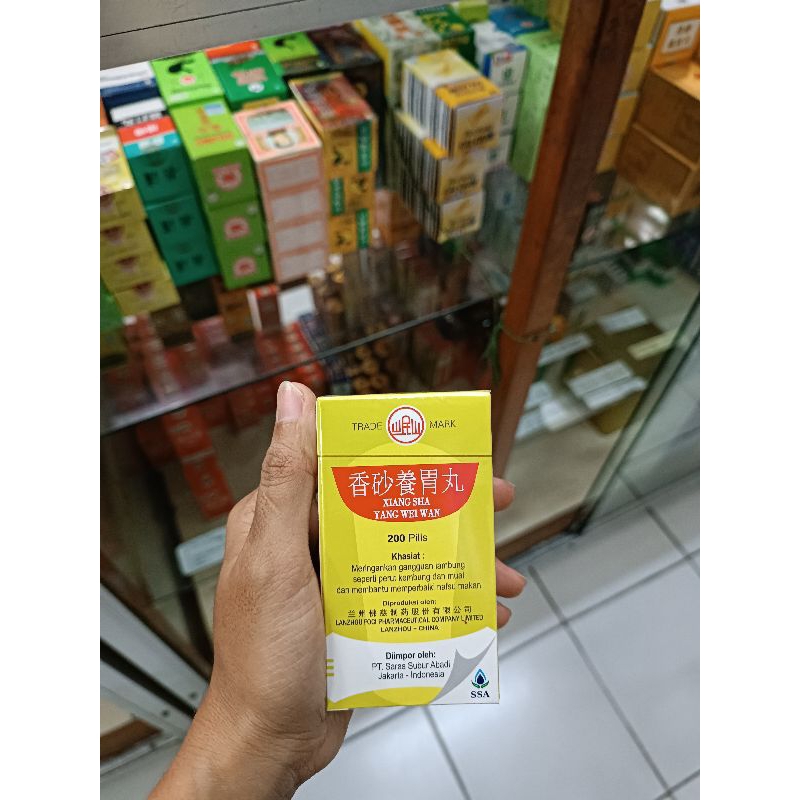 TRADE MARK
香砂養胃丸
XIANG SHA
YANG WEI WAN
200 Pills
Khasiat :
Meringankan gangguan lambung
seperti perut kembung dan mual
dan membantu memperbaiki nafsu makan
Diproduksi oleh:
兰州佛慈制药股份有限公司
LANZHOU FOCI PHARMACEUTICAL COMPANY LIMITED
LANZHOU - CHINA
Diimpor oleh:
PT. Saras Subur Abadi
Jakarta - Indonesia
SSA